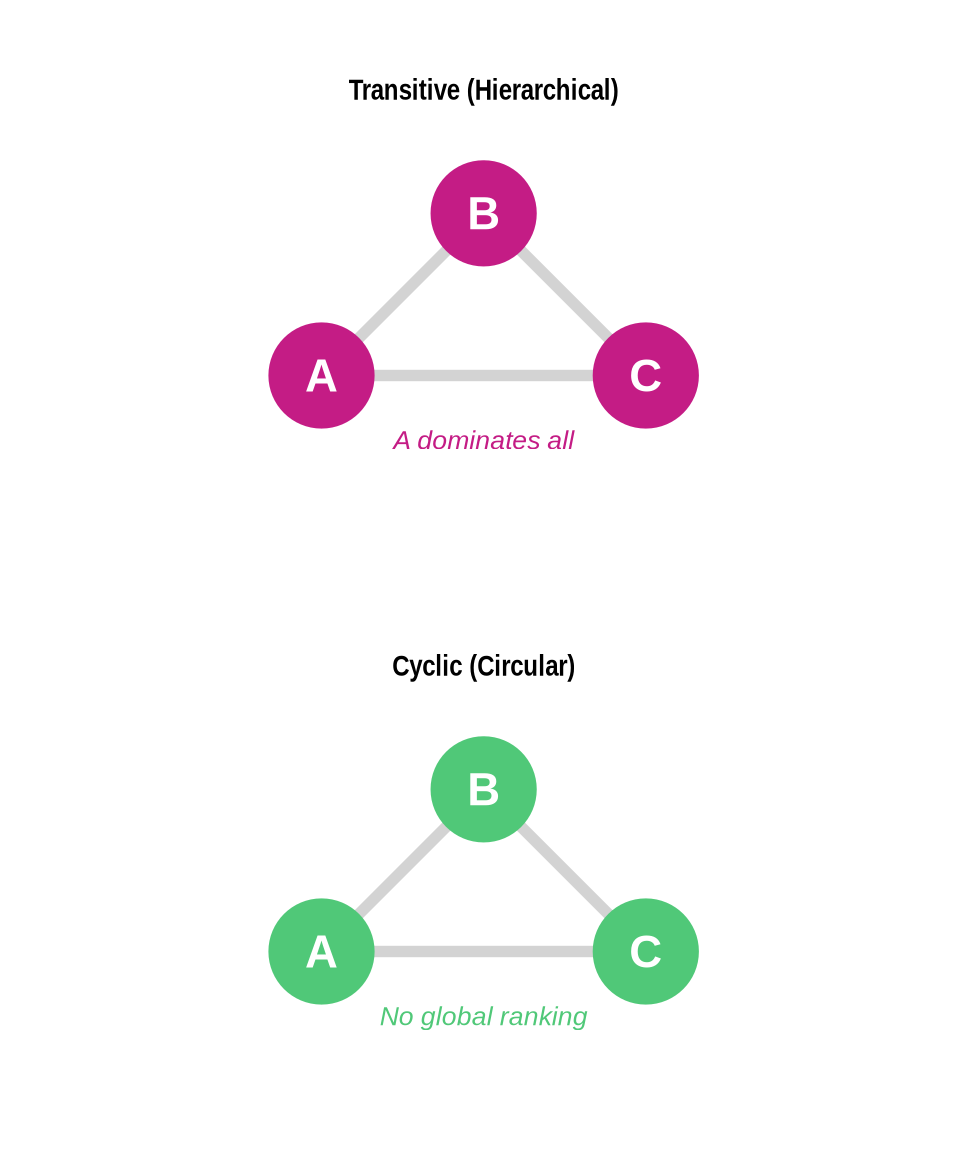 Transitive (Hierarchical)
B
A
C
A dominates all
Cyclic (Circular)
B
A
C
No global ranking